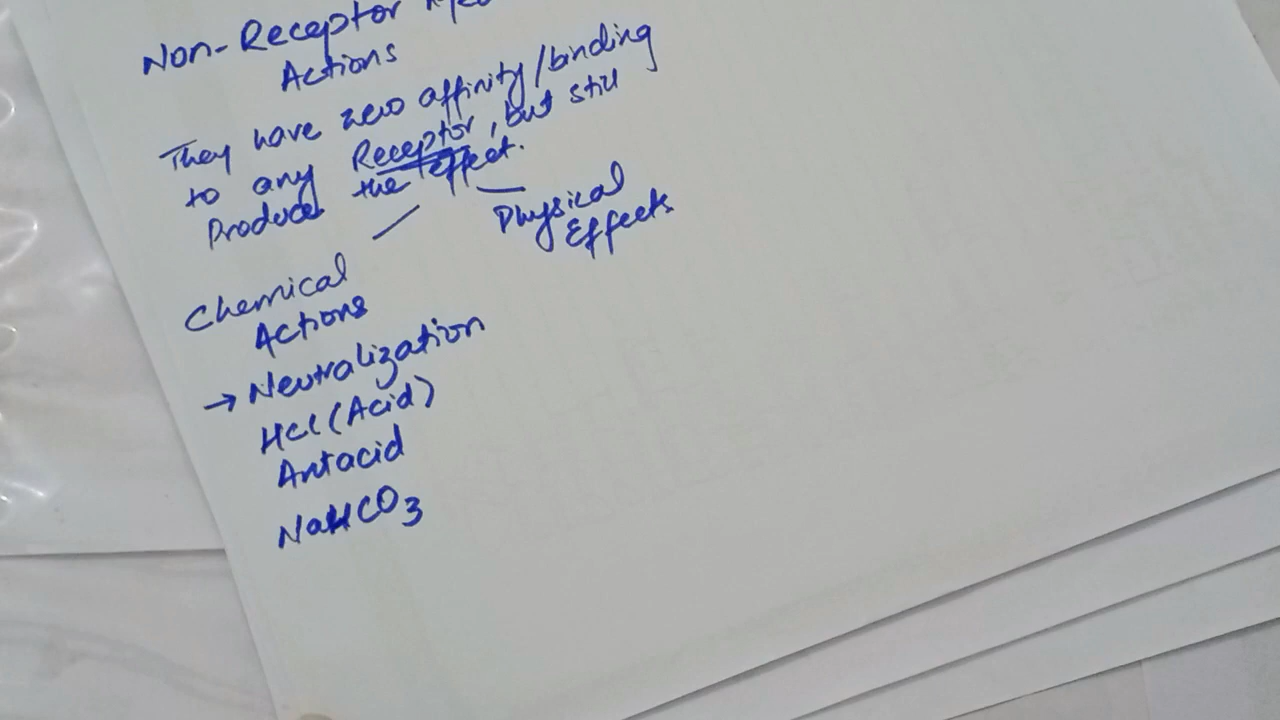 Non-Receptor
Actions
They have zero affinity/binding
to any Receptor, but still
Produces the effect.
Physical
Effects
Chemical
Actions
→ Neutralization
HCl (Acid)
Antacid
NaHCO3